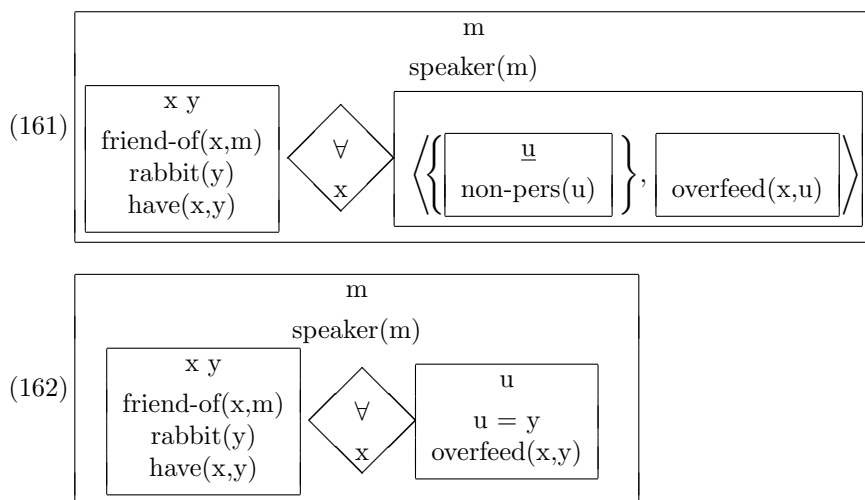 m
speaker(m)
(161)
x y
friend-of(x,m)
rabbit(y)
have(x,y)
∀
x
⟨{ u
non-pers(u) }, overfeed(x,u) ⟩
m
speaker(m)
(162)
x y
friend-of(x,m)
rabbit(y)
have(x,y)
∀
x
u
u = y
overfeed(x,y)